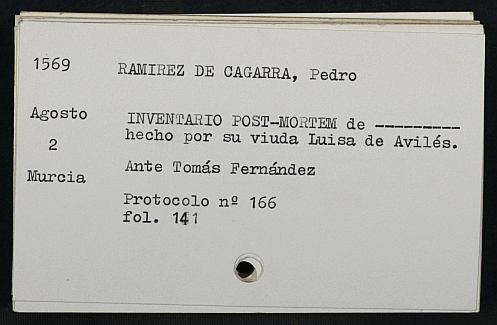 1569 RAMIREZ DE CAGARRA, Pedro
Agosto INVENTARIO POST-MORTEM de ---------
2 hecho por su viuda Luisa de Avilés.
Murcia Ante Tomás Fernández
Protocolo nº 166
fol. 141